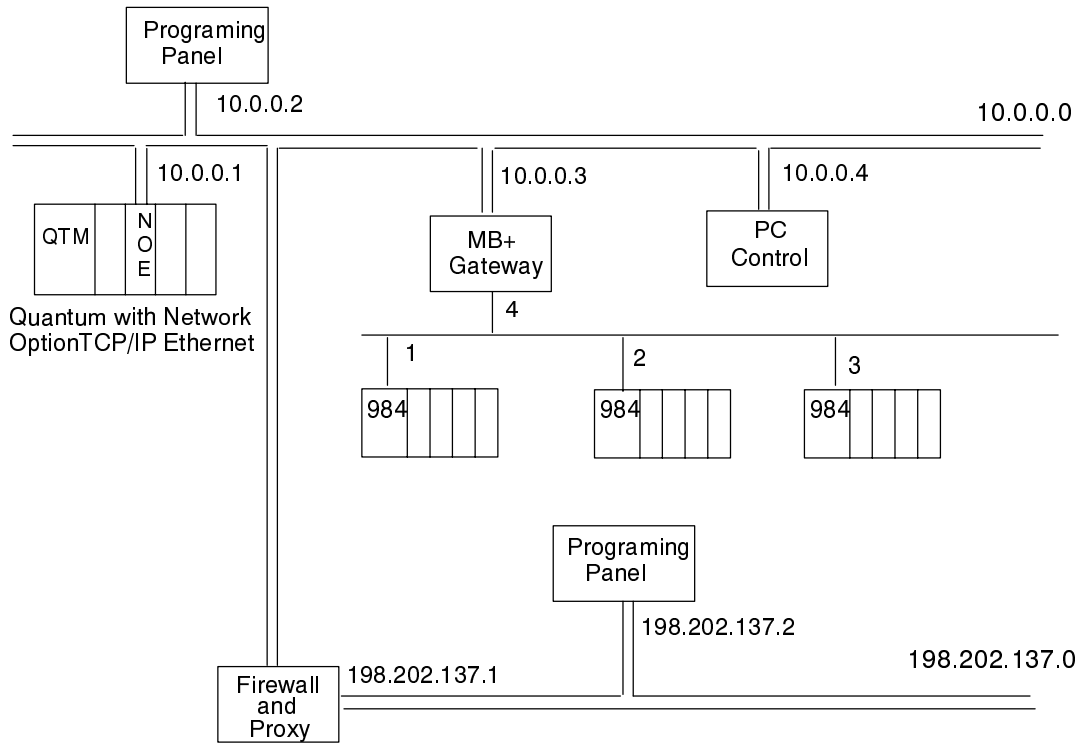 Programing
Panel
10.0.0.2
10.0.0.0
10.0.0.1
10.0.0.3
10.0.0.4
QTM
N
O
E
MB+
Gateway
PC
Control
Quantum with Network
OptionTCP/IP Ethernet
4
1
2
3
984
984
984
Programing
Panel
198.202.137.2
198.202.137.0
198.202.137.1
Firewall
and
Proxy